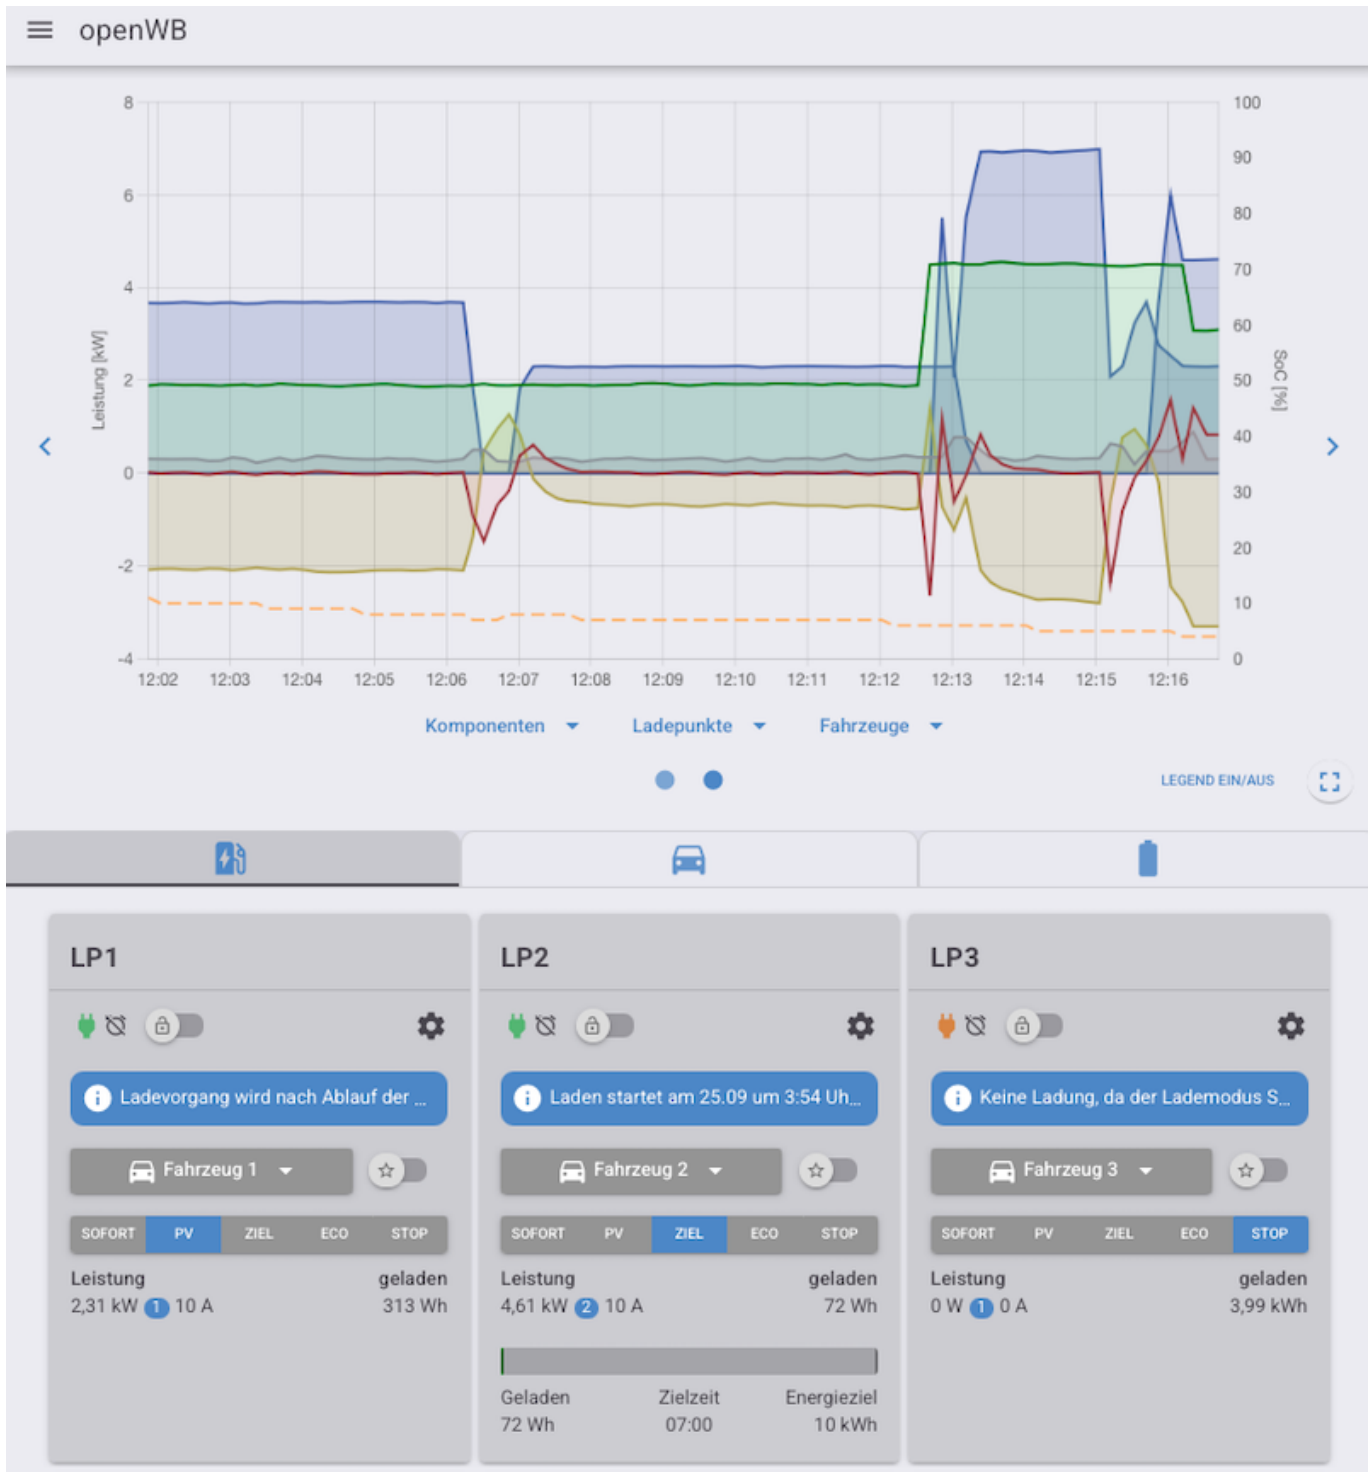 openWB
8
6
4
2
0
-2
-4
Leistung [kW]
100
90
80
70
60
50
40
30
20
10
0
SoC [%]
12:02 12:03 12:04 12:05 12:06 12:07 12:08 12:09 12:10 12:11 12:12 12:13 12:14 12:15 12:16
Komponenten Ladepunkte Fahrzeuge
LEGEND EIN/AUS
LP1
Ladevorgang wird nach Ablauf der ...
Fahrzeug 1
SOFORT PV ZIEL ECO STOP
Leistung geladen
2,31 kW 1 10 A 313 Wh
LP2
Laden startet am 25.09 um 3:54 Uh...
Fahrzeug 2
SOFORT PV ZIEL ECO STOP
Leistung geladen
4,61 kW 2 10 A 72 Wh
Geladen Zielzeit Energieziel
72 Wh 07:00 10 kWh
LP3
Keine Ladung, da der Lademodus S...
Fahrzeug 3
SOFORT PV ZIEL ECO STOP
Leistung geladen
0 W 1 0 A 3,99 kWh